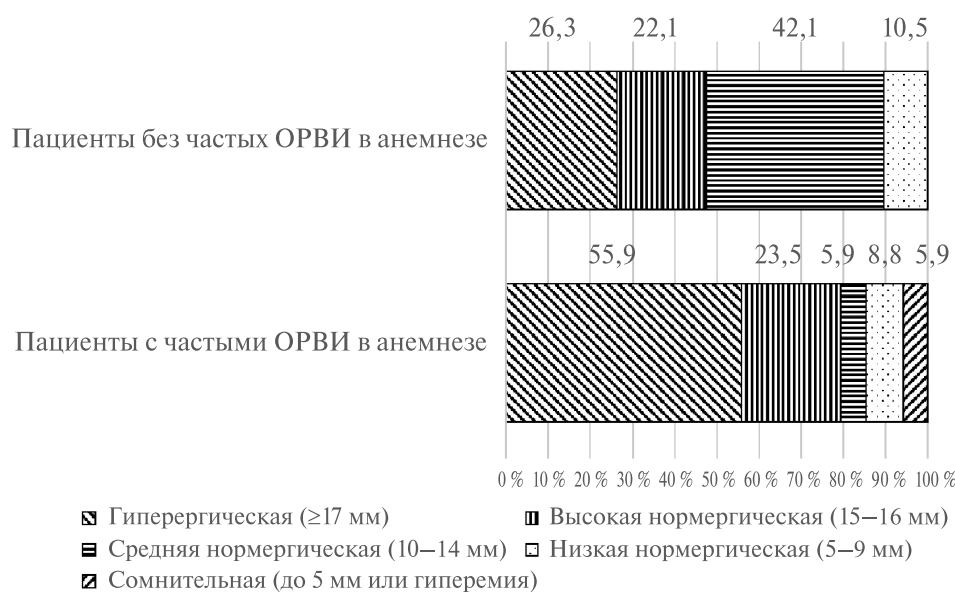 26,3 22,1 42,1 10,5
Пациенты без частых ОРВИ в анемнезе
55,9 23,5 5,9 8,8 5,9
Пациенты с частыми ОРВИ в анемнезе
0 % 10 % 20 % 30 % 40 % 50 % 60 % 70 % 80 % 90 % 100 %
Гиперергическая (≥17 мм) Высокая нормергическая (15–16 мм)
Средняя нормергическая (10–14 мм) Низкая нормергическая (5–9 мм)
Сомнительная (до 5 мм или гиперемия)